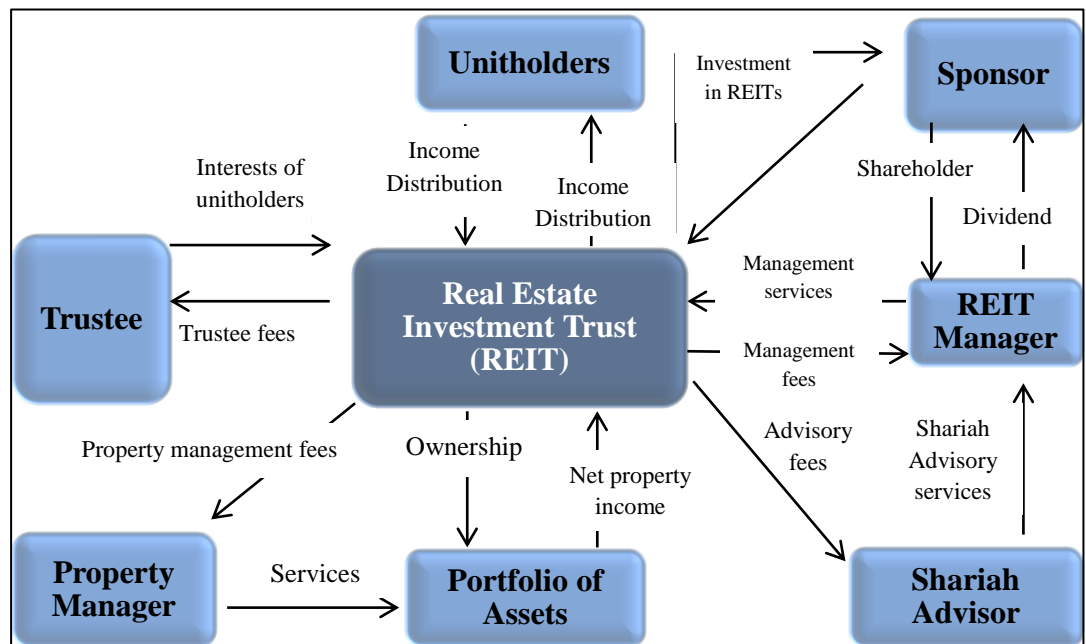 Unitholders
Investment
in REITs
Sponsor
Interests of
unitholders
Income
Distribution
Income
Distribution
Shareholder
Dividend
Trustee
Trustee fees
Real Estate
Investment Trust
(REIT)
Management
services
Management
fees
REIT
Manager
Property management fees
Ownership
Net property
income
Advisory
fees
Shariah
Advisory
services
Property
Manager
Services
Portfolio of
Assets
Shariah
Advisor